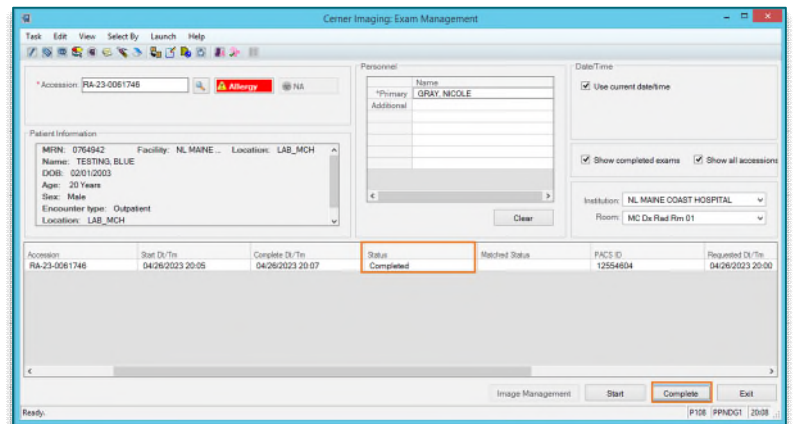 Cerner Imaging: Exam Management
Task Edit View Select By Launch Help
*Accession: RA-23-0061746
Allergy
NA
Personnel
Name
*Primary GRAY, NICOLE
Additional
Clear
Date/Time
Use current date/time
Show completed exams
Show all accessions
Institution: NL MAINE COAST HOSPITAL
Room: MC Dx Rad Rm 01
Patient Information
MRN: 0764942 Facility: NL MAINE ... Location: LAB_MCH
Name: TESTING, BLUE
DOB: 02/01/2003
Age: 20 Years
Sex: Male
Encounter type: Outpatient
Location: LAB_MCH
Accession Start Dt/Tm Complete Dt/Tm Status Matched Status PACS ID Requested Dt/Tm
RA-23-0061746 04/26/2023 20:05 04/26/2023 20:07 Completed 12554604 04/26/2023 20:00
Image Management Start Complete Exit
Ready. P108 PPNDG1 20:08